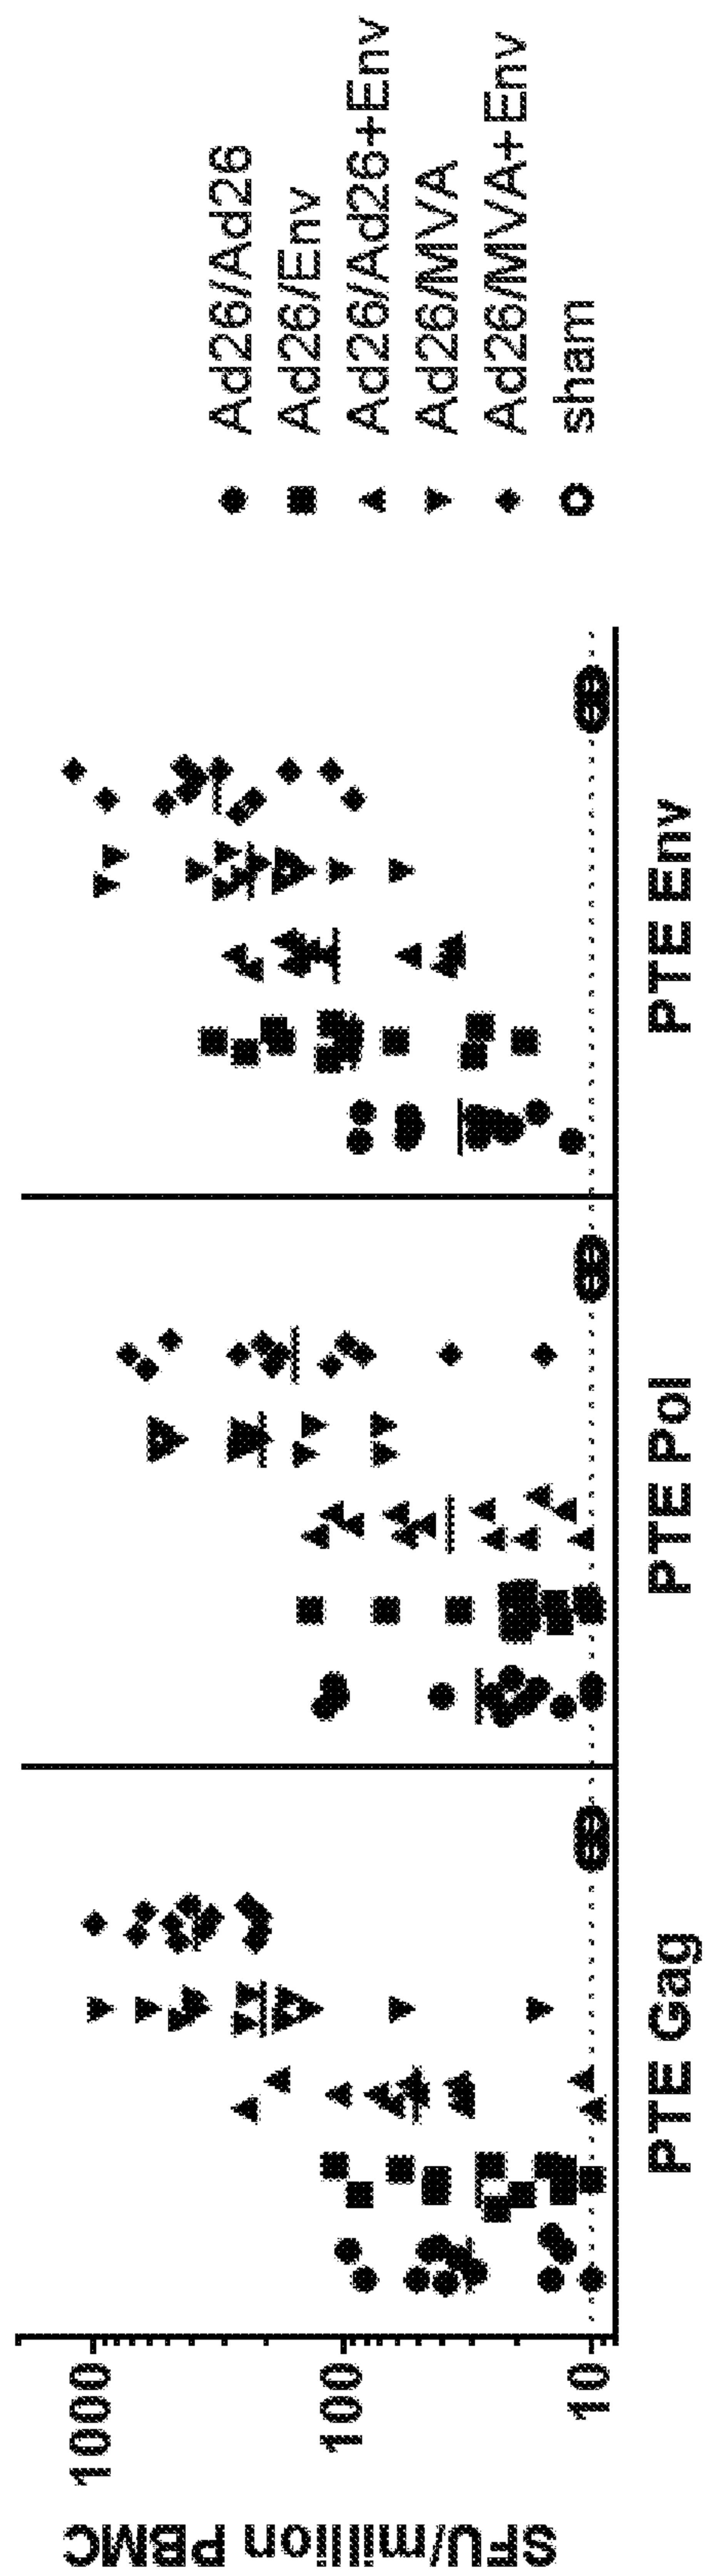 SFU/million PBMC
1000
100
10
PTE Gag
PTE Pol
PTE Env
Ad26/Ad26
Ad26/Env
Ad26/Ad26+Env
Ad26/MVA
Ad26/MVA+Env
sham